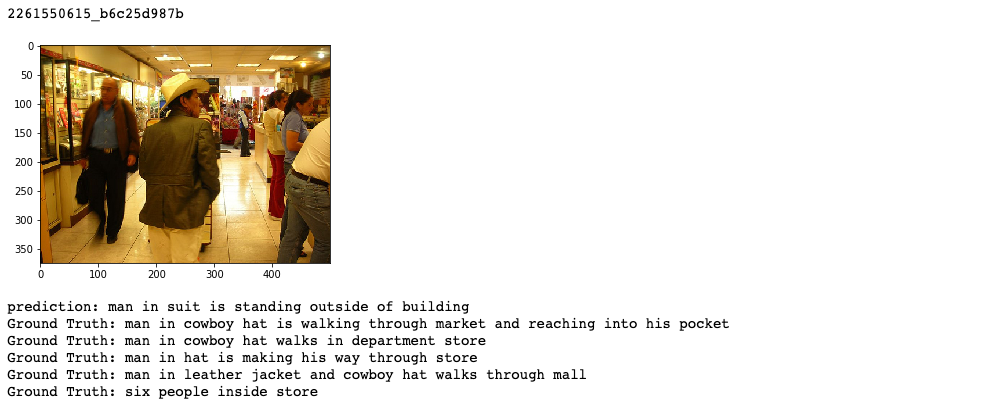 2261550615_b6c25d987b
0
50
100
150
200
250
300
350
0 100 200 300 400
prediction: man in suit is standing outside of building
Ground Truth: man in cowboy hat is walking through market and reaching into his pocket
Ground Truth: man in cowboy hat walks in department store
Ground Truth: man in hat is making his way through store
Ground Truth: man in leather jacket and cowboy hat walks through mall
Ground Truth: six people inside store